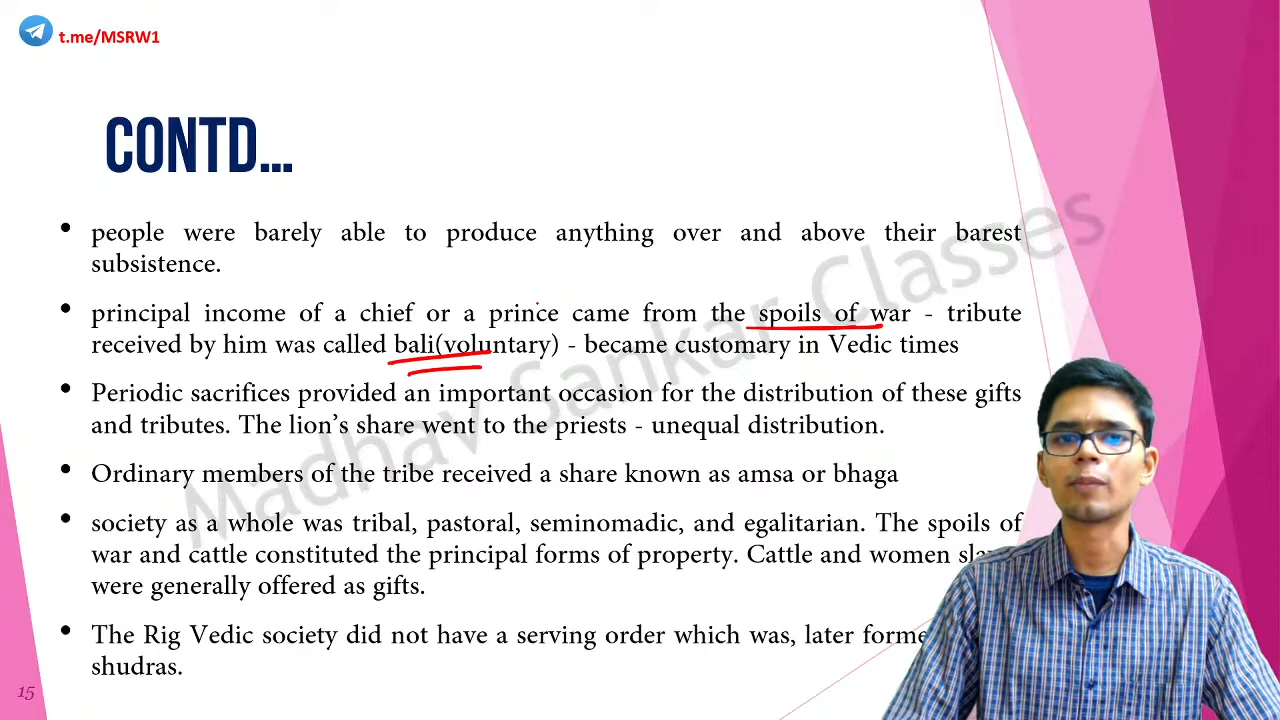 t.me/MSRW1
CONTD...
• people were barely able to produce anything over and above their barest
subsistence.
• principal income of a chief or a prince came from the spoils of war - tribute
received by him was called bali(voluntary) - became customary in Vedic times
• Periodic sacrifices provided an important occasion for the distribution of these gifts
and tributes. The lion's share went to the priests - unequal distribution.
• Ordinary members of the tribe received a share known as amsa or bhaga
• society as a whole was tribal, pastoral, seminomadic, and egalitarian. The spoils of
war and cattle constituted the principal forms of property. Cattle and women
were generally offered as gifts.
• The Rig Vedic society did not have a serving order which was, later
shudras.
Madhav Sankar Classes
15